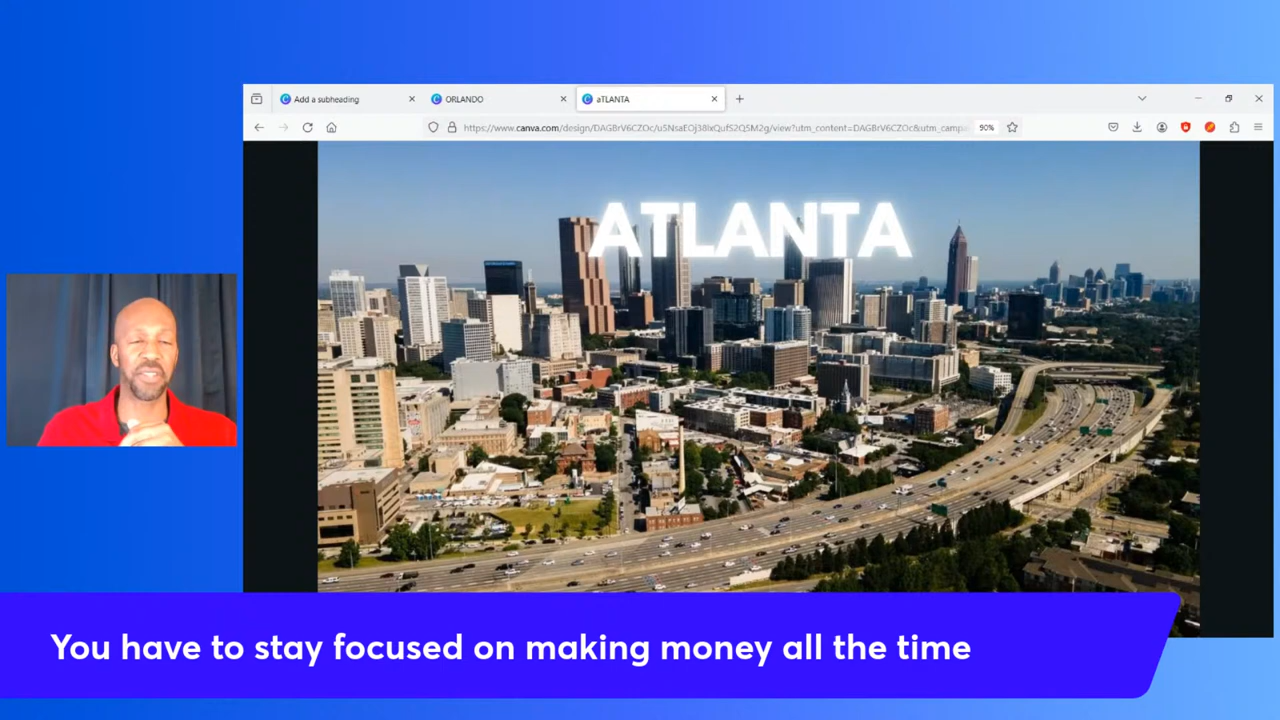 Add a subheading
ORLANDO
aTLANTA
https://www.canva.com/design/DAGBrV6CZOc/u5NsaEOj38IxQufS2Q5M2g/view?utm_content=DAGBrV6CZOc&utm_camp
90%
ATLANTA
You have to stay focused on making money all the time